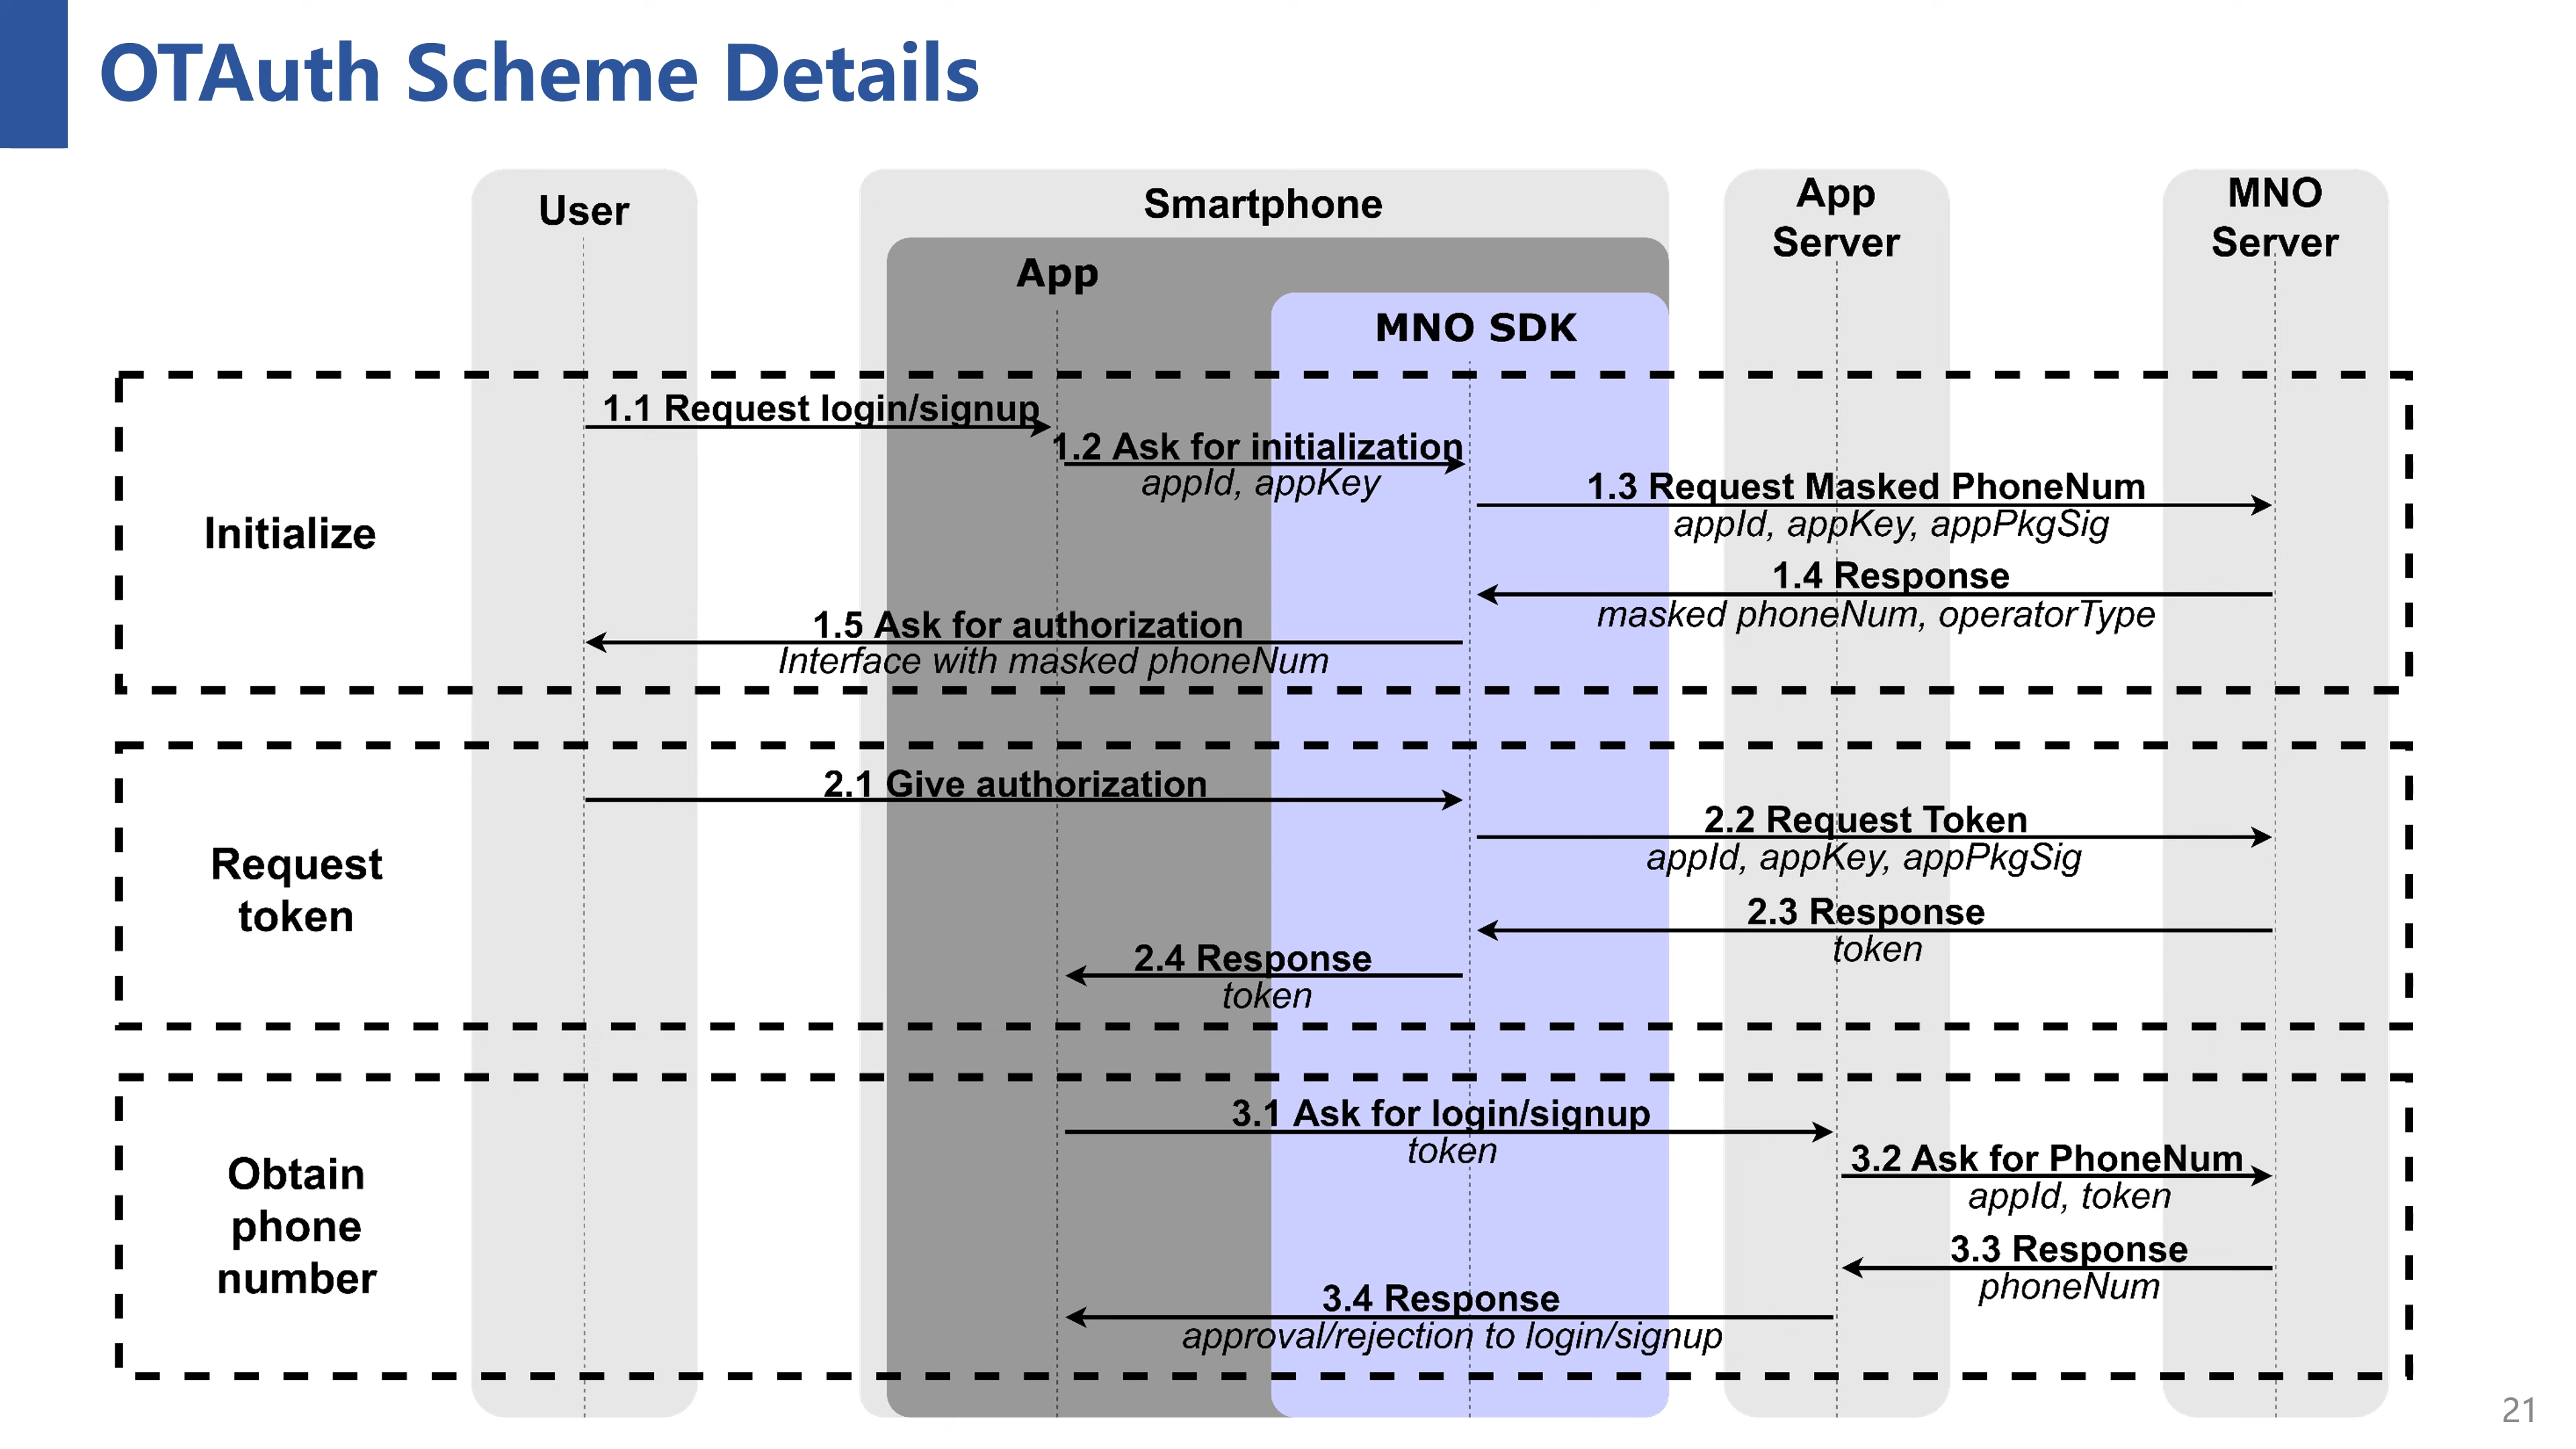 OTAuth Scheme Details
User
Smartphone
App
Server
MNO
Server
App
MNO SDK
Initialize
1.1 Request login/signup
1.2 Ask for initialization
appId, appKey
1.3 Request Masked PhoneNum
appId, appKey, appPkgSig
1.4 Response
masked phoneNum, operatorType
1.5 Ask for authorization
Interface with masked phoneNum
Request
token
2.1 Give authorization
2.2 Request Token
appId, appKey, appPkgSig
2.3 Response
token
2.4 Response
token
Obtain
phone
number
3.1 Ask for login/signup
token
3.2 Ask for PhoneNum
appId, token
3.3 Response
phoneNum
3.4 Response
approval/rejection to login/signup
21